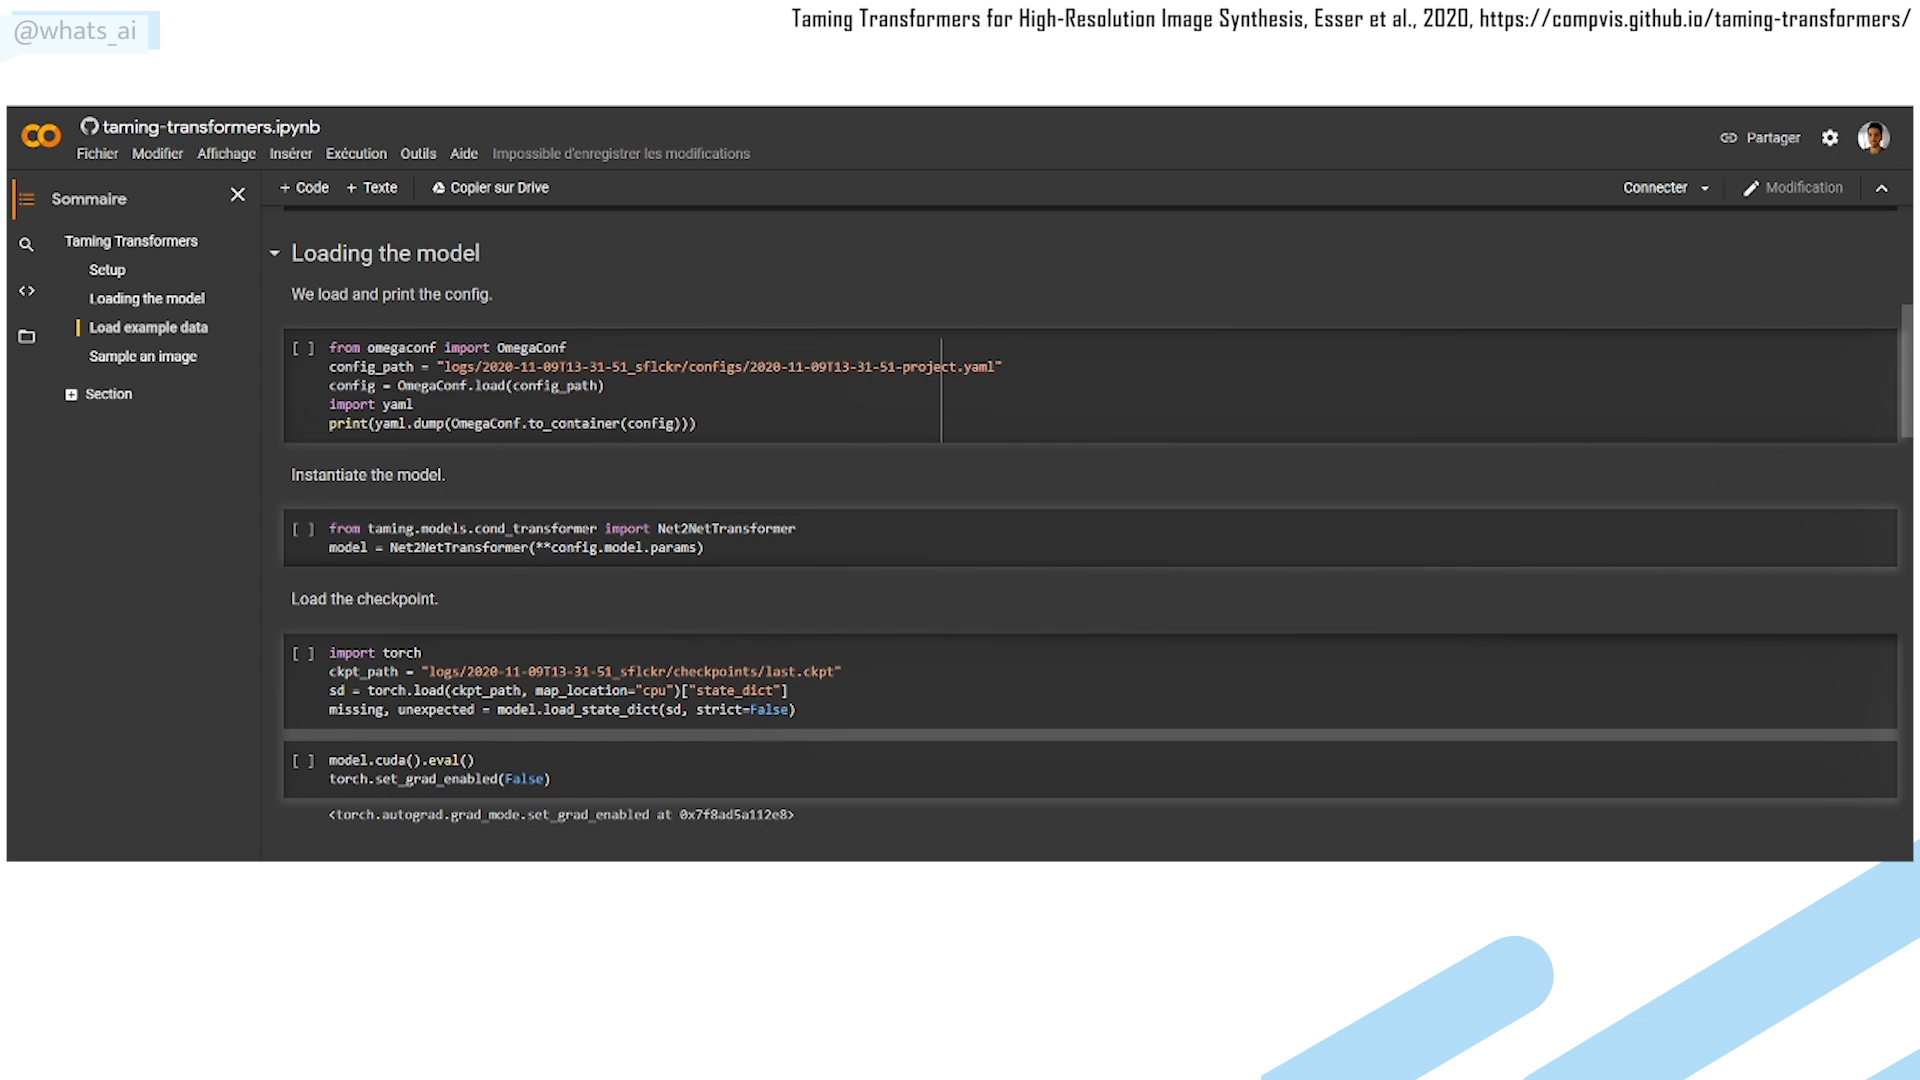 @whats_ai
Taming Transformers for High-Resolution Image Synthesis, Esser et al., 2020, https://compvis.github.io/taming-transformers/
CO
taming-transformers.ipynb
Fichier Modifier Affichage Insérer Exécution Outils Aide Impossible d'enregistrer les modifications
Partager
Sommaire
+ Code + Texte Copier sur Drive
Connecter Modification
Taming Transformers
Setup
Loading the model
Load example data
Sample an image
Section
Loading the model
We load and print the config.
[ ] from omegaconf import OmegaConf
config_path = "logs/2020-11-09T13-31-51_sflckr/configs/2020-11-09T13-31-51-project.yaml"
config = OmegaConf.load(config_path)
import yaml
print(yaml.dump(OmegaConf.to_container(config)))
Instantiate the model.
[ ] from taming.models.cond_transformer import Net2NetTransformer
model = Net2NetTransformer(**config.model.params)
Load the checkpoint.
[ ] import torch
ckpt_path = "logs/2020-11-09T13-31-51_sflckr/checkpoints/last.ckpt"
sd = torch.load(ckpt_path, map_location="cpu")["state_dict"]
missing, unexpected = model.load_state_dict(sd, strict=False)
[ ] model.cuda().eval()
torch.set_grad_enabled(False)
<torch.autograd.grad_mode.set_grad_enabled at 0x7f8ad5a112e8>